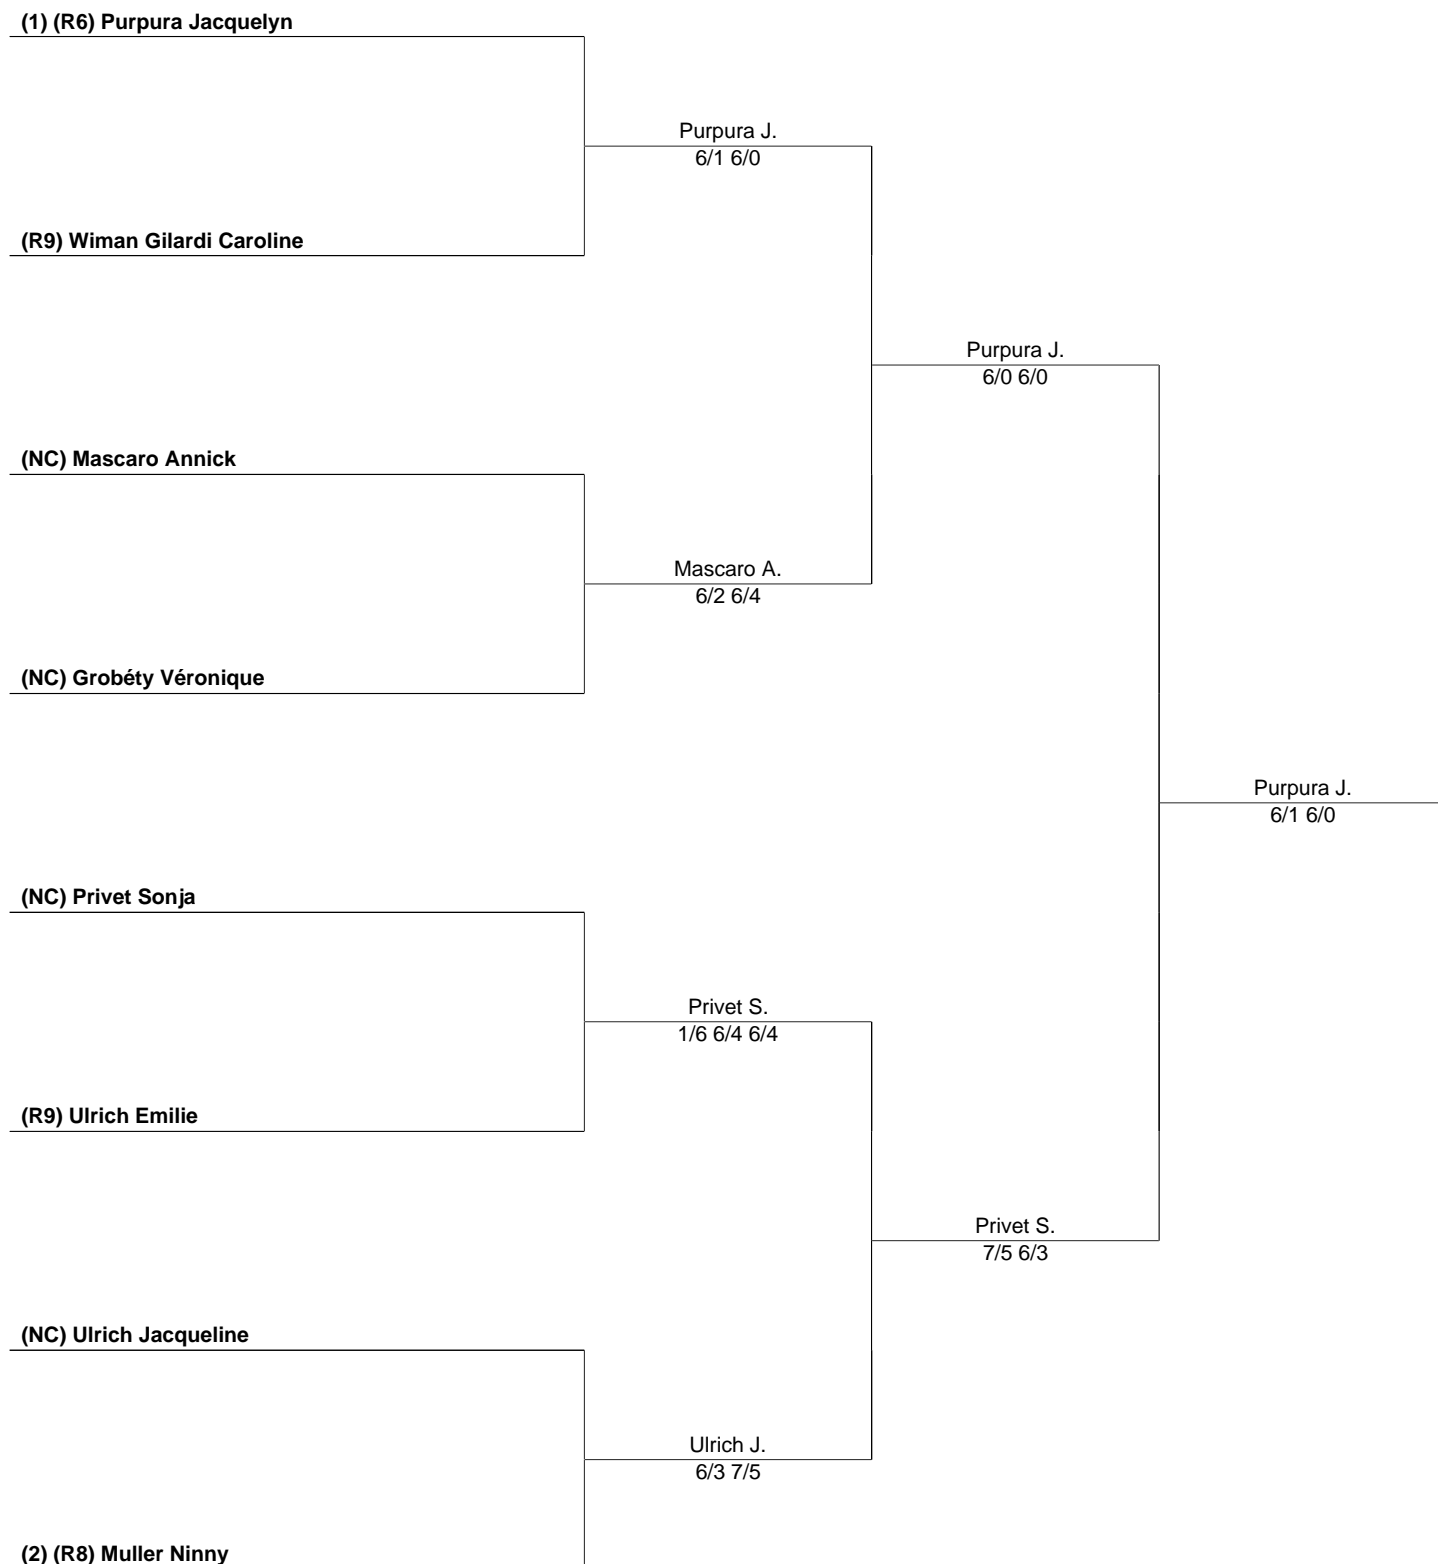 (1) (R6) Purpura Jacquelyn
Purpura J.
6/1 6/0
(R9) Wiman Gilardi Caroline
Purpura J.
6/0 6/0
(NC) Mascaro Annick
Mascaro A.
6/2 6/4
(NC) Grobéty Véronique
Purpura J.
6/1 6/0
(NC) Privet Sonja
Privet S.
1/6 6/4 6/4
(R9) Ulrich Emilie
Privet S.
7/5 6/3
(NC) Ulrich Jacqueline
Ulrich J.
6/3 7/5
(2) (R8) Muller Ninny